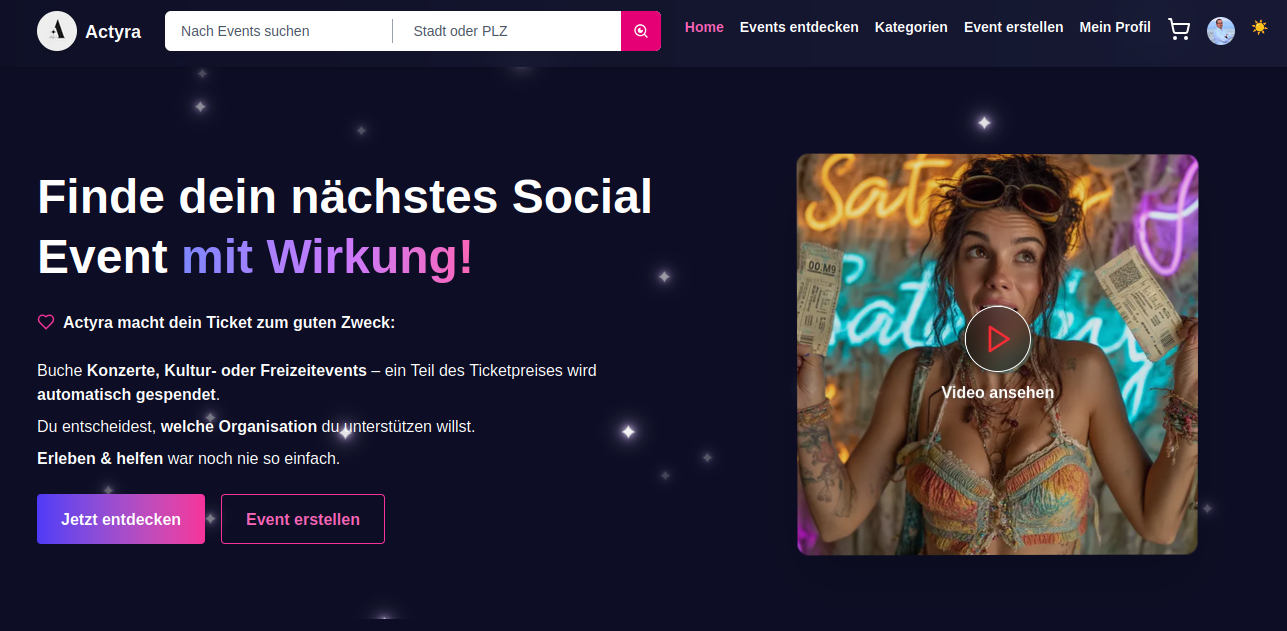 Actyra
Nach Events suchen
Stadt oder PLZ
Home
Events entdecken
Kategorien
Event erstellen
Mein Profil
Finde dein nächstes Social
Event mit Wirkung!
Actyra macht dein Ticket zum guten Zweck:
Buche Konzerte, Kultur- oder Freizeitevents – ein Teil des Ticketpreises wird
automatisch gespendet.
Du entscheidest, welche Organisation du unterstützen willst.
Erleben & helfen war noch nie so einfach.
Jetzt entdecken
Event erstellen
00.M9
Video ansehen